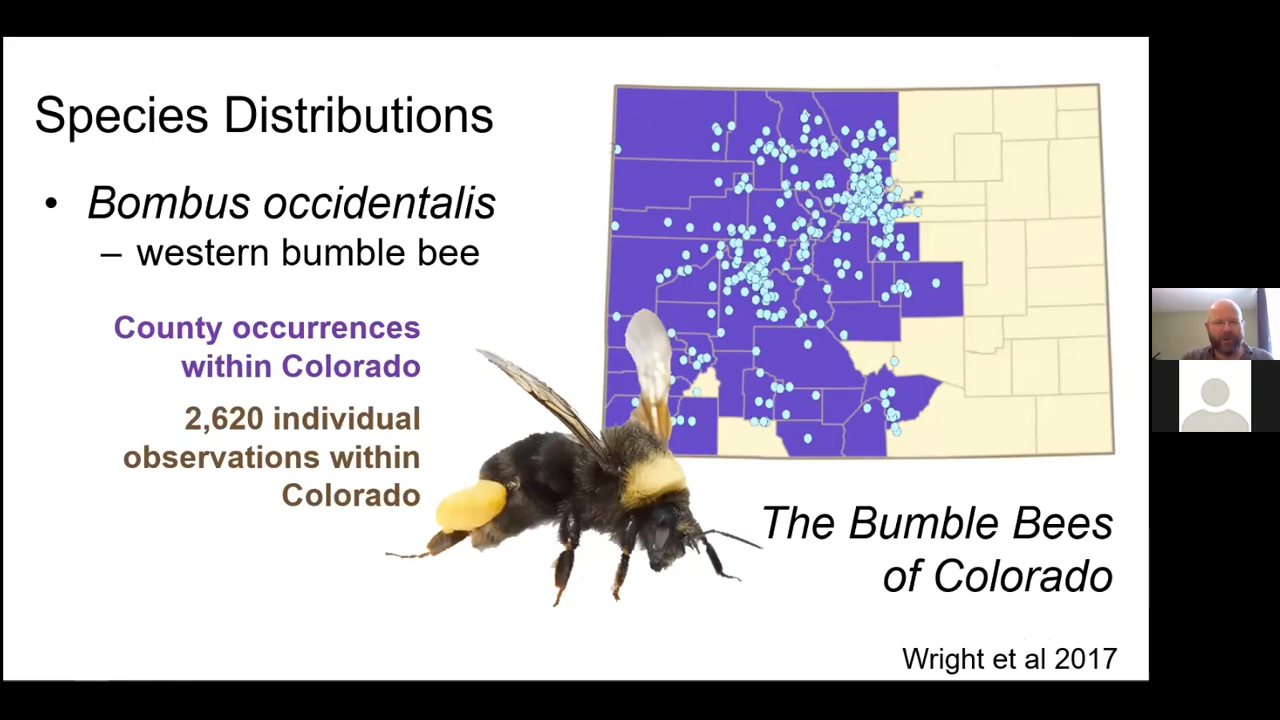 Species Distributions
• Bombus occidentalis
– western bumble bee
County occurrences
within Colorado
2,620 individual
observations within
Colorado
The Bumble Bees
of Colorado
Wright et al 2017